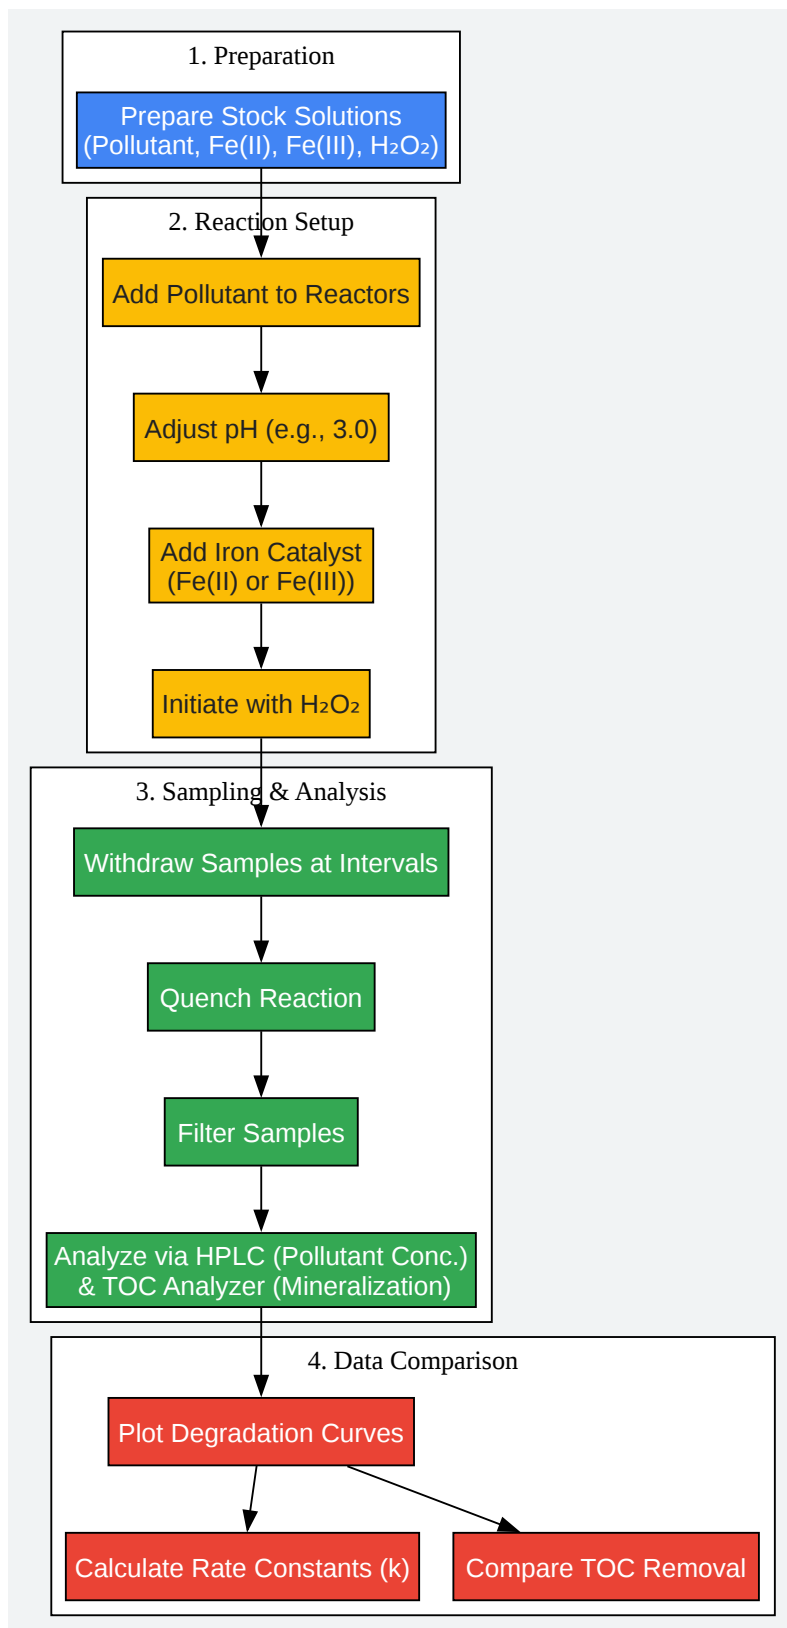 1. Preparation
Prepare Stock Solutions
(Pollutant, Fe(II), Fe(III), H₂O₂)
2. Reaction Setup
Add Pollutant to Reactors
Adjust pH (e.g., 3.0)
Add Iron Catalyst
(Fe(II) or Fe(III))
Initiate with H₂O₂
3. Sampling & Analysis
Withdraw Samples at Intervals
Quench Reaction
Filter Samples
Analyze via HPLC (Pollutant Conc.)
& TOC Analyzer (Mineralization)
4. Data Comparison
Plot Degradation Curves
Calculate Rate Constants (k)
Compare TOC Removal